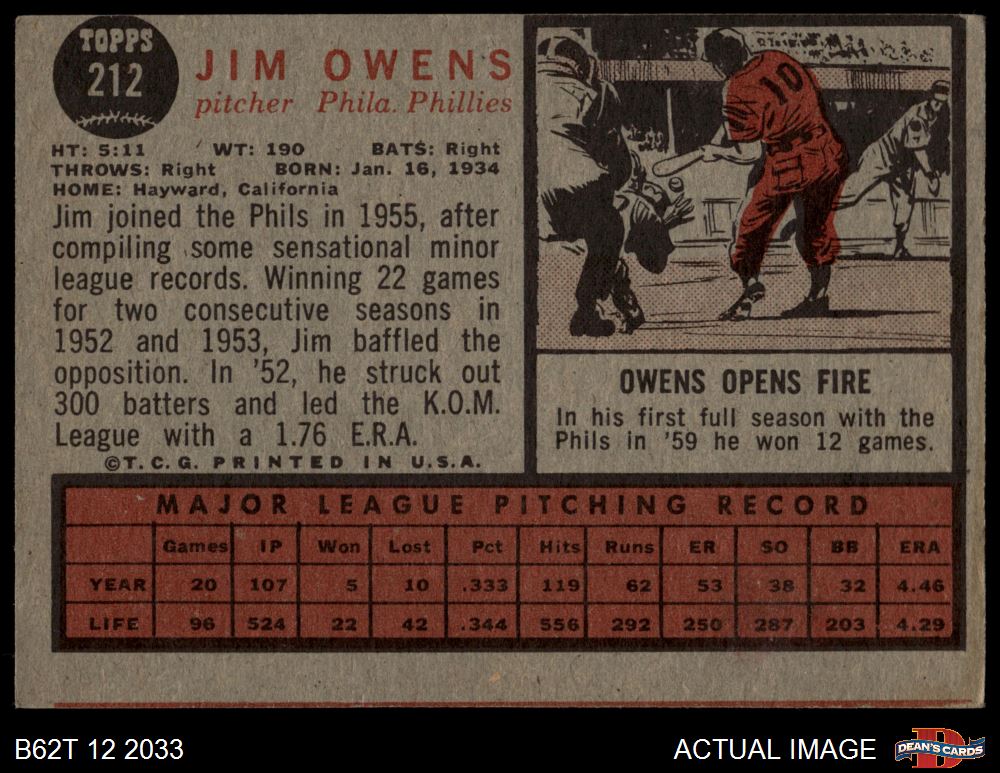 TOPPS
212
JIM OWENS
pitcher Phila. Phillies
HT: 5:11 WT: 190 BATS: Right
THROWS: Right BORN: Jan. 16, 1934
HOME: Hayward, California
Jim joined the Phils in 1955, after
compiling some sensational minor
league records. Winning 22 games
for two consecutive seasons in
1952 and 1953, Jim baffled the
opposition. In '52, he struck out
300 batters and led the K.O.M.
League with a 1.76 E.R.A.
©T. C. G. PRINTED IN U.S.A.
10
OWENS OPENS FIRE
In his first full season with the
Phils in '59 he won 12 games.
MAJOR LEAGUE PITCHING RECORD
Games IP Won Lost Pct Hits Runs ER SO BB ERA
YEAR 20 107 5 10 .333 119 62 53 38 32 4.46
LIFE 96 524 22 42 .344 556 292 250 287 203 4.29
B62T 12 2033
ACTUAL IMAGE
D
DEAN'S CARDS